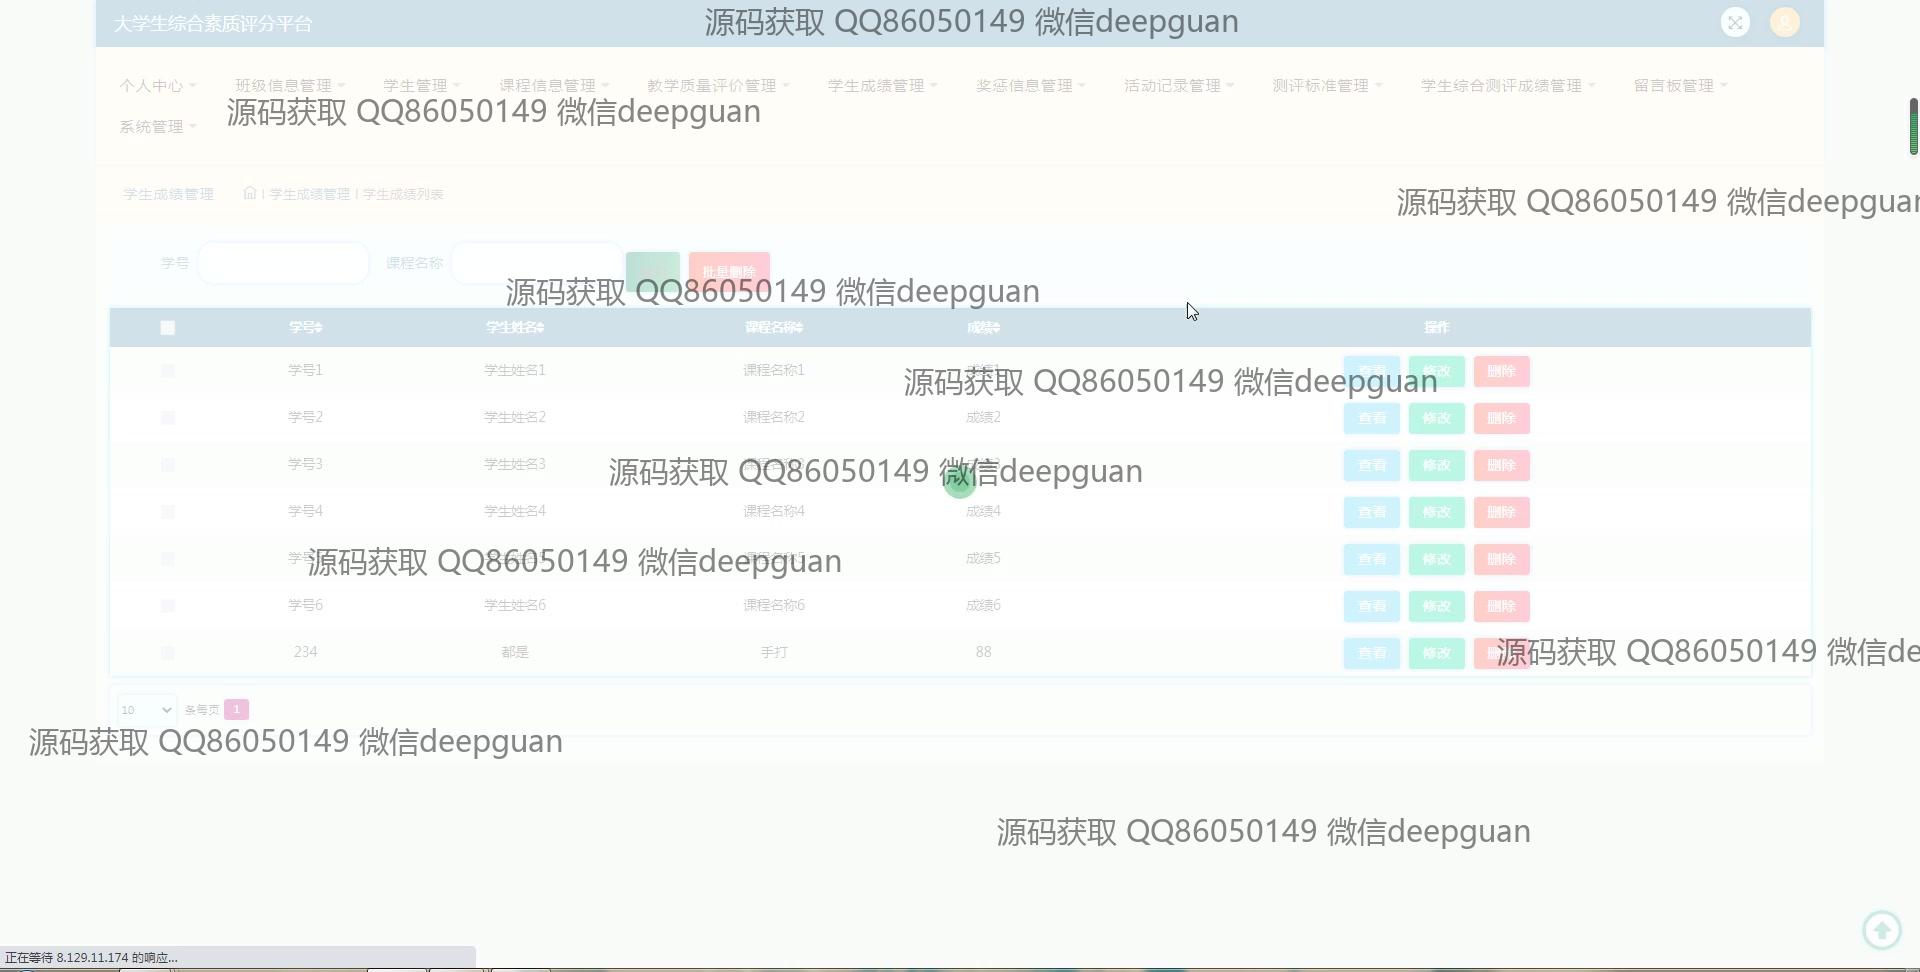 大学生综合素质评分平台
源码获取 QQ86050149 微信deepguan
个人中心 班级信息管理 学生管理 课程信息管理 教学质量评价管理 学生成绩管理 奖惩信息管理 活动记录管理 测评标准管理 学生综合测评成绩管理 留言板管理
源码获取 QQ86050149 微信deepguan
系统管理
学生成绩管理 | 学生成绩管理 | 学生成绩列表
源码获取 QQ86050149 微信deepguan
学号 课程名称 批量删除
源码获取 QQ86050149 微信deepguan
学号 学生姓名 课程名称 成绩 操作
学号1 学生姓名1 课程名称1 查看 修改 删除
源码获取 QQ86050149 微信deepguan
学号2 学生姓名2 课程名称2 成绩2 查看 修改 删除
学号3 学生姓名3 查看 修改 删除
源码获取 QQ86050149 微信deepguan
学号4 学生姓名4 课程名称4 成绩4 查看 修改 删除
成绩5 查看 修改 删除
源码获取 QQ86050149 微信deepguan
学号6 学生姓名6 课程名称6 成绩6 查看 修改 删除
234 都是 手打 88 查看 修改
源码获取 QQ86050149 微信de
10 条每页 1
源码获取 QQ86050149 微信deepguan
源码获取 QQ86050149 微信deepguan
正在等待 8.129.11.174 的响应...